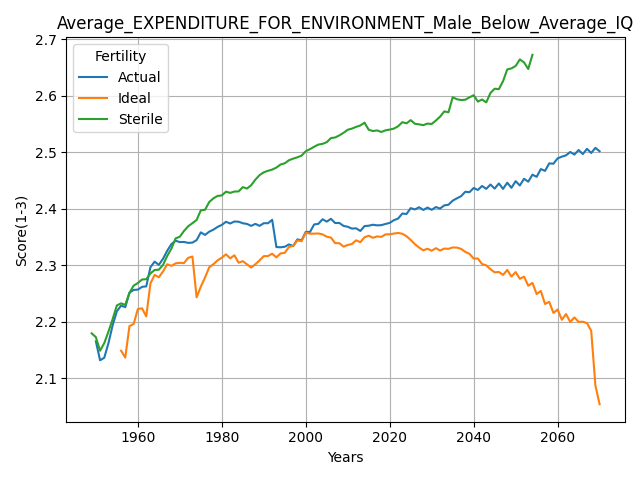 Average_EXPENDITURE_FOR_ENVIRONMENT_Male_Below_Average_IQ
Fertility
Actual
Ideal
Sterile
Score(1-3)
2.7
2.6
2.5
2.4
2.3
2.2
2.1
1960 1980 2000 2020 2040 2060
Years